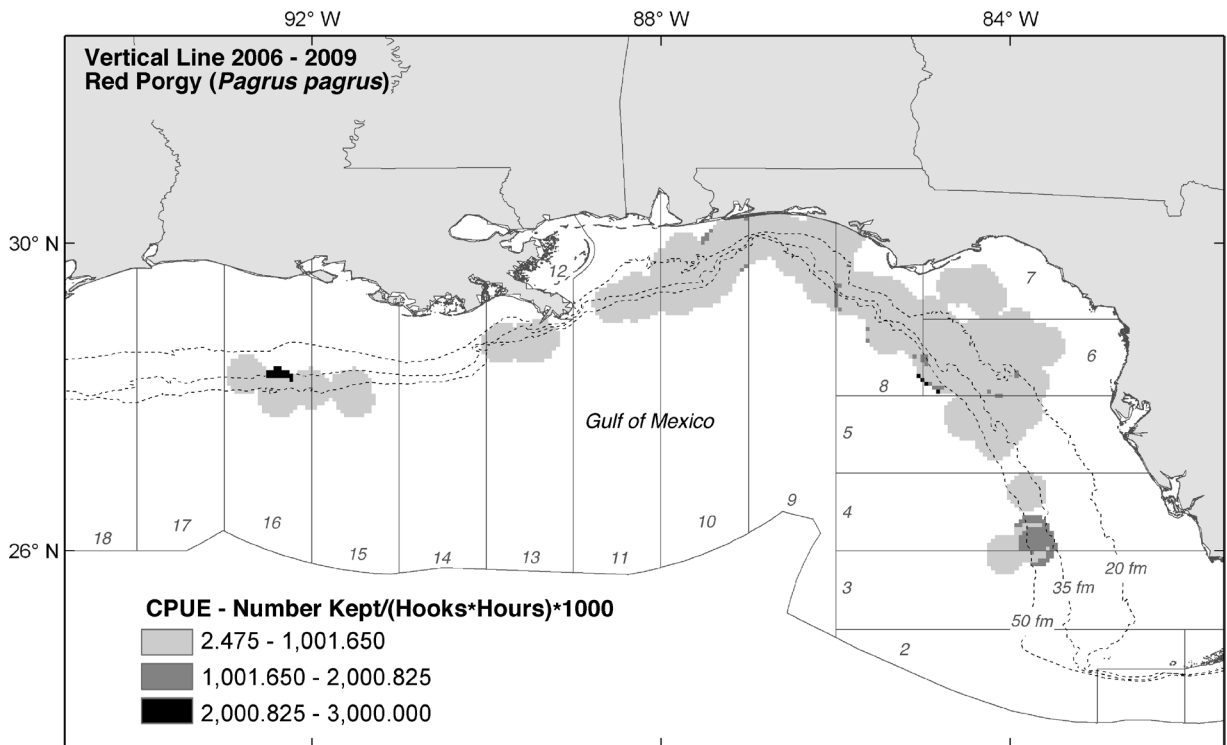 92° W 88° W 84° W
Vertical Line 2006 - 2009
Red Porgy (Pagrus pagrus)
30° N
12
7
6
8
Gulf of Mexico
5
9
4
10
17
16
18
15
14
13
11
26° N
20 fm
35 fm
3
CPUE - Number Kept/(Hooks*Hours)*1000
50 fm
2.475 - 1,001.650
2
1,001.650 - 2,000.825
2,000.825 - 3,000.000